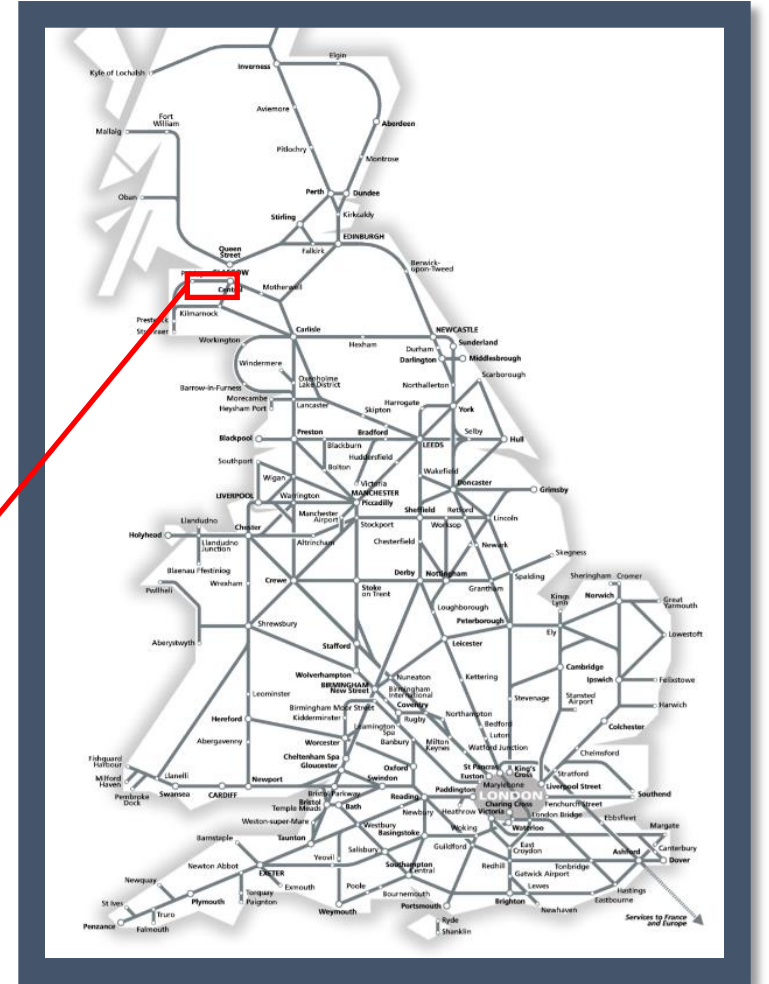 Elgin
Inverness
Kyle of Lochalsh
Aviemore
Fort
William
Aberdeen
Mallaig
Pitlochry
Montrose
Perth
Dundee
Oban
Kirkcaldy
Stirling
EDINBURGH
Queen
Street
Falkirk
Berwick-
upon-Tweed
Motherwell
Kilmarnock
Carlisle
NEWCASTLE
Workington
Hexham
Sunderland
Durham
Darlington
Middlesbrough
Windermere
Scarborough
Oxenholme
Lake District
Barrow-in-Furness
Northallerton
Morecambe
Heysham Port
Lancaster
Harrogate
York
Skipton
Blackpool
Preston
Bradford
Selby
Hull
Blackburn
LEEDS
Huddersfield
Southport
Bolton
Wakefield
Wigan
Victoria
Doncaster
Grimsby
LIVERPOOL
Warrington
MANCHESTER
Piccadilly
Sheffield
Retford
Llandudno
Manchester
Airport
Stockport
Worksop
Lincoln
Holyhead
Chester
Llandudno
Junction
Altrincham
Chesterfield
Newark
Skegness
Blaenau Ffestiniog
Derby
Nottingham
Spalding
Sheringham
Cromer
Pwllheli
Wrexham
Crewe
Stoke
on Trent
Grantham
Kings
Lynn
Norwich
Great
Yarmouth
Loughborough
Peterborough
Shrewsbury
Ely
Lowestoft
Aberystwyth
Stafford
Leicester
Cambridge
Wolverhampton
Nuneaton
Kettering
Ipswich
Felixstowe
BIRMINGHAM
New Street
Birmingham
International
Leominster
Stevenage
Stansted
Airport
Birmingham Moor Street
Coventry
Harwich
Hereford
Kidderminster
Rugby
Northampton
Bedford
Colchester
Leamington
Spa
Abergavenny
Worcester
Banbury
Milton
Keynes
Luton
Watford Junction
Chelmsford
Cheltenham Spa
Gloucester
Oxford
St Pancras
Euston
King's
Cross
Stratford
Fishguard
Harbour
Llanelli
Swindon
Marylebone
Liverpool Street
Milford
Haven
Newport
Paddington
LONDON
Southend
Pembroke
Dock
Swansea
CARDIFF
Bristol Parkway
Reading
Fenchurch Street
Bristol
Temple Meads
Bath
Newbury
Heathrow
Victoria
Charing Cross
London Bridge
Ebbsfleet
Weston-super-Mare
Westbury
Basingstoke
Woking
Waterloo
Margate
Barnstaple
Taunton
Salisbury
Guildford
East
Croydon
Ashford
Canterbury
Dover
Newton Abbot
Yeovil
Southampton
Central
Redhill
Tonbridge
Gatwick Airport
EXETER
Newquay
Exmouth
Poole
Lewes
Hastings
Plymouth
Torquay
Paignton
Bournemouth
Eastbourne
St Ives
Truro
Weymouth
Portsmouth
Brighton
Newhaven
Penzance
Falmouth
Ryde
Shanklin
Services to France
and Europe